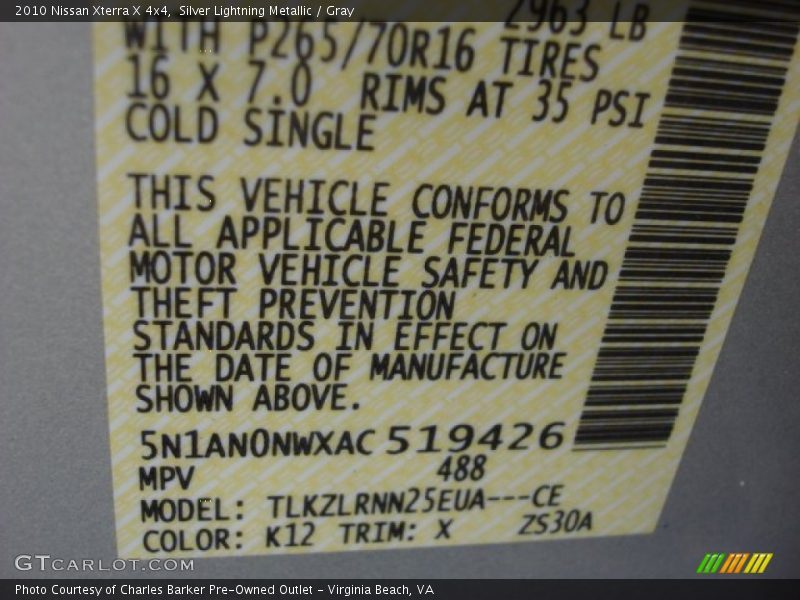 2010 Nissan Xterra X 4x4,  Silver Lightning Metallic / Gray
2963 LB
WITH P265/70R16 TIRES
16 X 7.0 RIMS AT 35 PSI
COLD SINGLE
THIS VEHICLE CONFORMS TO
ALL APPLICABLE FEDERAL
MOTOR VEHICLE SAFETY AND
THEFT PREVENTION
STANDARDS IN EFFECT ON
THE DATE OF MANUFACTURE
SHOWN ABOVE.
5N1AN0NWXAC519426
MPV 488
MODEL: TLKZLRNN25EUA---CE
COLOR: K12 TRIM: X ZS30A
GTCARLOT.COM
Photo Courtesy of Charles Barker Pre-Owned Outlet - Virginia Beach, VA